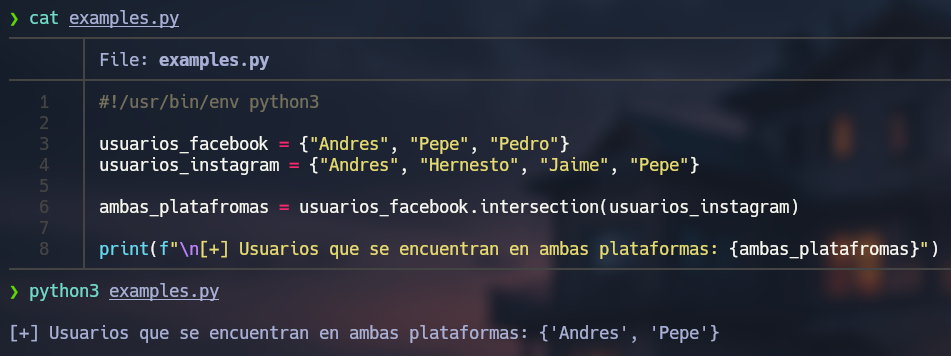 ❯ cat examples.py
File: examples.py
1 #!/usr/bin/env python3
2
3 usuarios_facebook = {"Andres", "Pepe", "Pedro"}
4 usuarios_instagram = {"Andres", "Hernesto", "Jaime", "Pepe"}
5
6 ambas_platafromas = usuarios_facebook.intersection(usuarios_instagram)
7
8 print(f"\n[+] Usuarios que se encuentran en ambas plataformas: {ambas_platafromas}")
❯ python3 examples.py
[+] Usuarios que se encuentran en ambas plataformas: {'Andres', 'Pepe'}